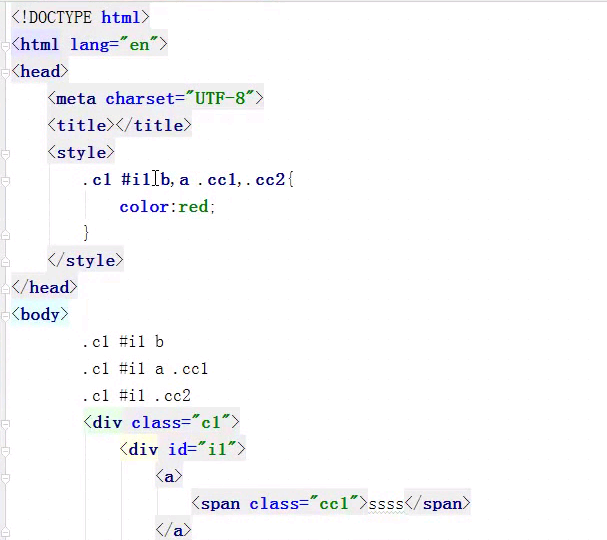 <!DOCTYPE html>
<html lang="en">
<head>
<meta charset="UTF-8">
<title></title>
<style>
.c1 #i1 b,a .cc1,.cc2{
color:red;
}
</style>
</head>
<body>
.c1 #i1 b
.c1 #i1 a .cc1
.c1 #i1 .cc2
<div class="c1">
<div id="i1">
<a>
<span class="cc1">ssss</span>
</a>